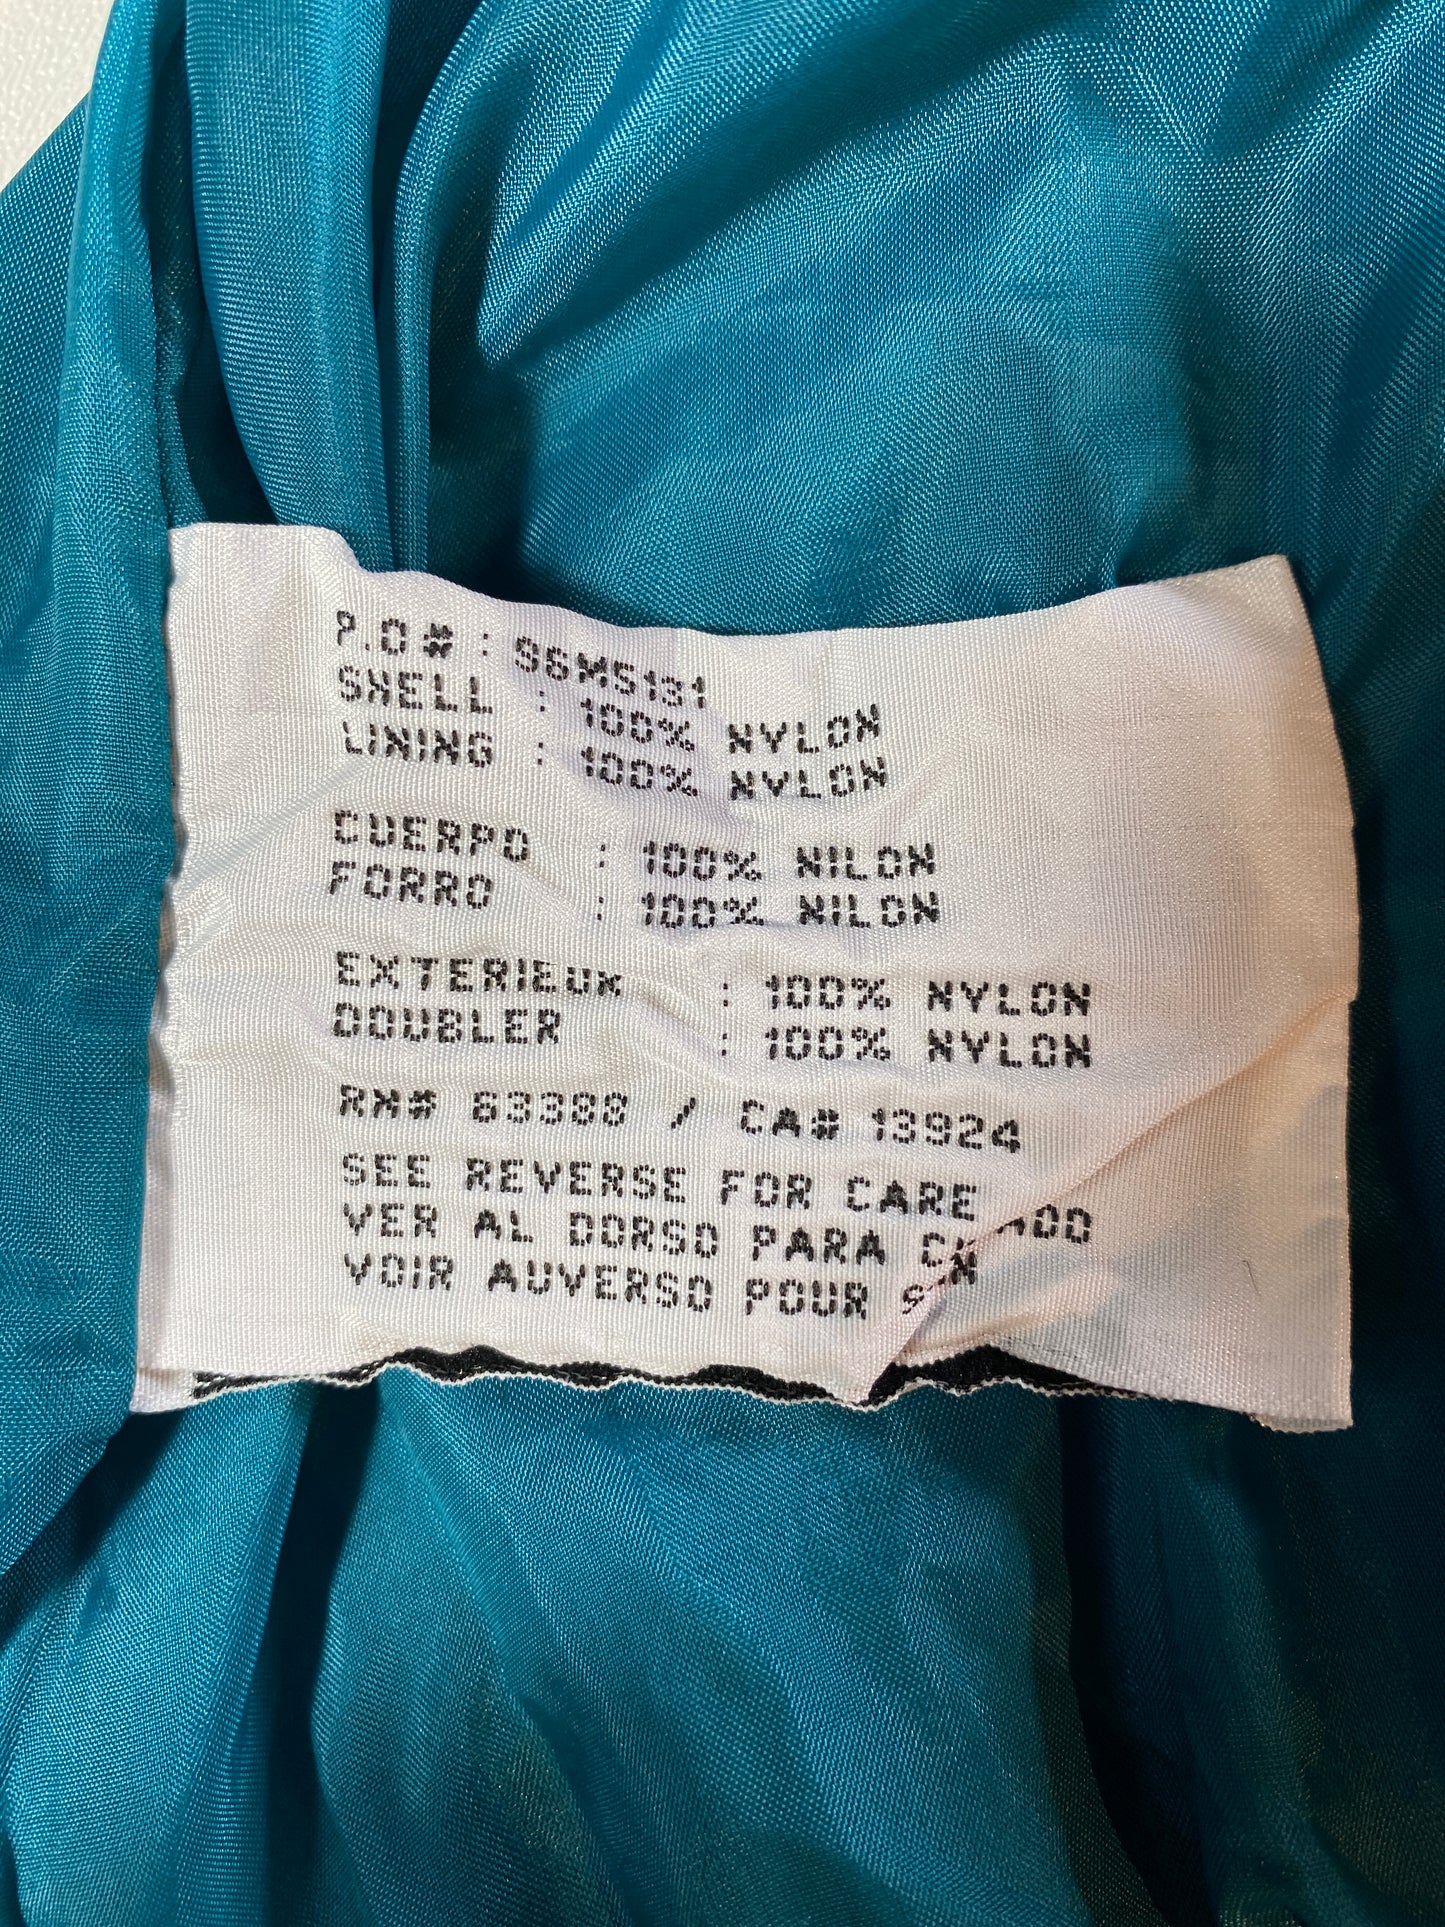 P.O# : 96M5131
SHELL : 100% NYLON
LINING : 100% NYLON
CUERPO : 100% NILON
FORRO : 100% NILON
EXTERIEUR : 100% NYLON
DOUBLER : 100% NYLON
RN# 63388 / CA# 13924
SEE REVERSE FOR CARE
VER AL DORSO PARA
VOIR AUVERSO POUR